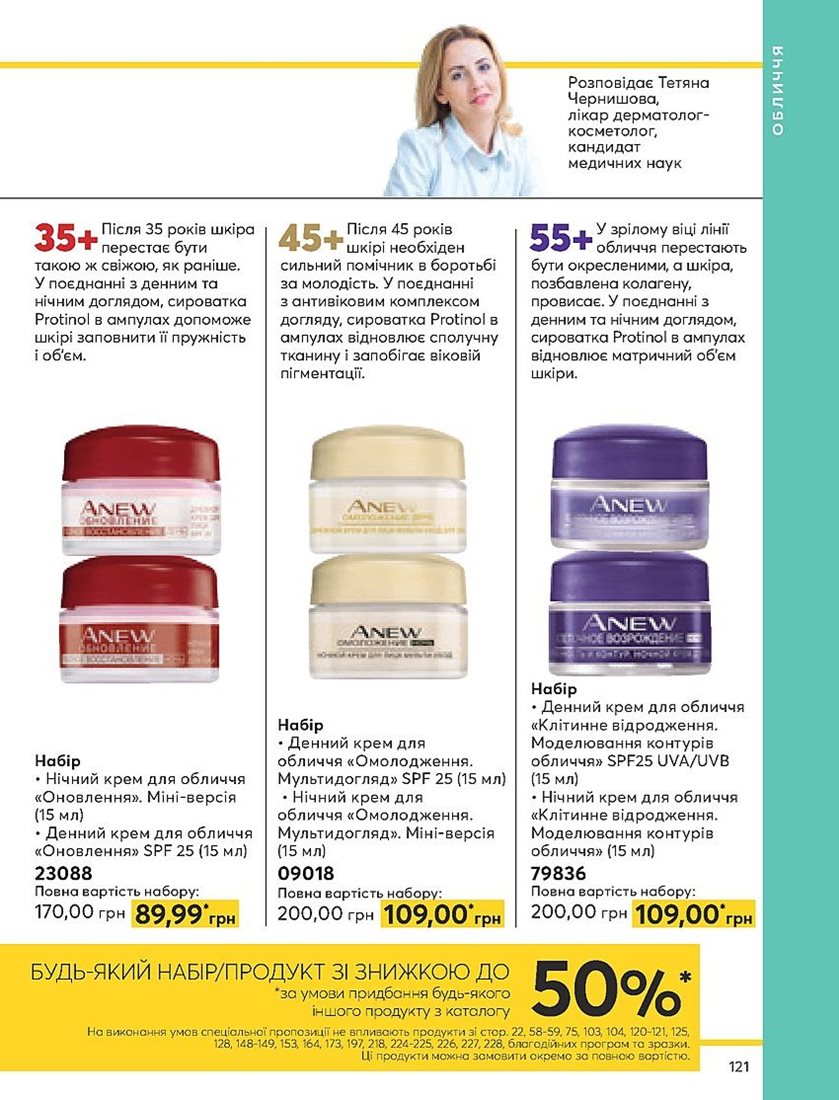 ОБЛИЧЧЯ
Розповідає Тетяна
Чернишова,
лікар дерматолог-
косметолог,
кандидат
медичних наук
35+ Після 35 років шкіра
перестає бути
такою ж свіжою, як раніше.
У поєднанні з денним та
нічним доглядом, сироватка
Protinol в ампулах допоможе
шкірі заповнити її пружність
і об'єм.
45+ Після 45 років
шкірі необхіден
сильний помічник в боротьбі
за молодість. У поєднанні
з антивіковим комплексом
догляду, сироватка Protinol в
ампулах відновлює сполучну
тканину і запобігає віковій
пігментації.
55+ У зрілому віці лінії
обличчя перестають
бути окресленими, а шкіра,
позбавлена колагену,
провисає. У поєднанні з
денним та нічним доглядом,
сироватка Protinol в ампулах
відновлює матричний об'єм
шкіри.
ANEW
ОБНОВЛЕНИЕ
ANEW
ОБНОВЛЕНИЕ
ВОССТАНОВЛЕНИЕ
ANEW
ОМОЛОЖЕНИЕ
ANEW
ОМОЛОЖЕНИЕ НОЧЬ
НОЧНОЙ КРЕМ ДЛЯ ЛИЦА МУЛЬТИ УХОД
ANEW
ANEW
КЛЕТОЧНОЕ ВОЗРОЖДЕНИЕ
Набір
• Нічний крем для обличчя
«Оновлення». Міні-версія
(15 мл)
• Денний крем для обличчя
«Оновлення» SPF 25 (15 мл)
23088
Повна вартість набору:
170,00 грн 89,99*грн
Набір
• Денний крем для
обличчя «Омолодження.
Мультидогляд» SPF 25 (15 мл)
• Нічний крем для
обличчя «Омолодження.
Мультидогляд». Міні-версія
(15 мл)
09018
Повна вартість набору:
200,00 грн 109,00*грн
Набір
• Денний крем для обличчя
«Клітинне відродження.
Моделювання контурів
обличчя» SPF25 UVA/UVB
(15 мл)
• Нічний крем для обличчя
«Клітинне відродження.
Моделювання контурів
обличчя» (15 мл)
79836
Повна вартість набору:
200,00 грн 109,00*грн
БУДЬ-ЯКИЙ НАБІР/ПРОДУКТ ЗІ ЗНИЖКОЮ ДО 50%*
*за умови придбання будь-якого
іншого продукту з каталогу
На виконання умов спеціальної пропозиції не впливають продукти зі стор. 22, 58-59, 75, 103, 104, 120-121, 125,
128, 148-149, 153, 164, 173, 197, 218, 224-225, 226, 227, 228, благодійних програм та зразки.
Ці продукти можна замовити окремо за повною вартістю.
121